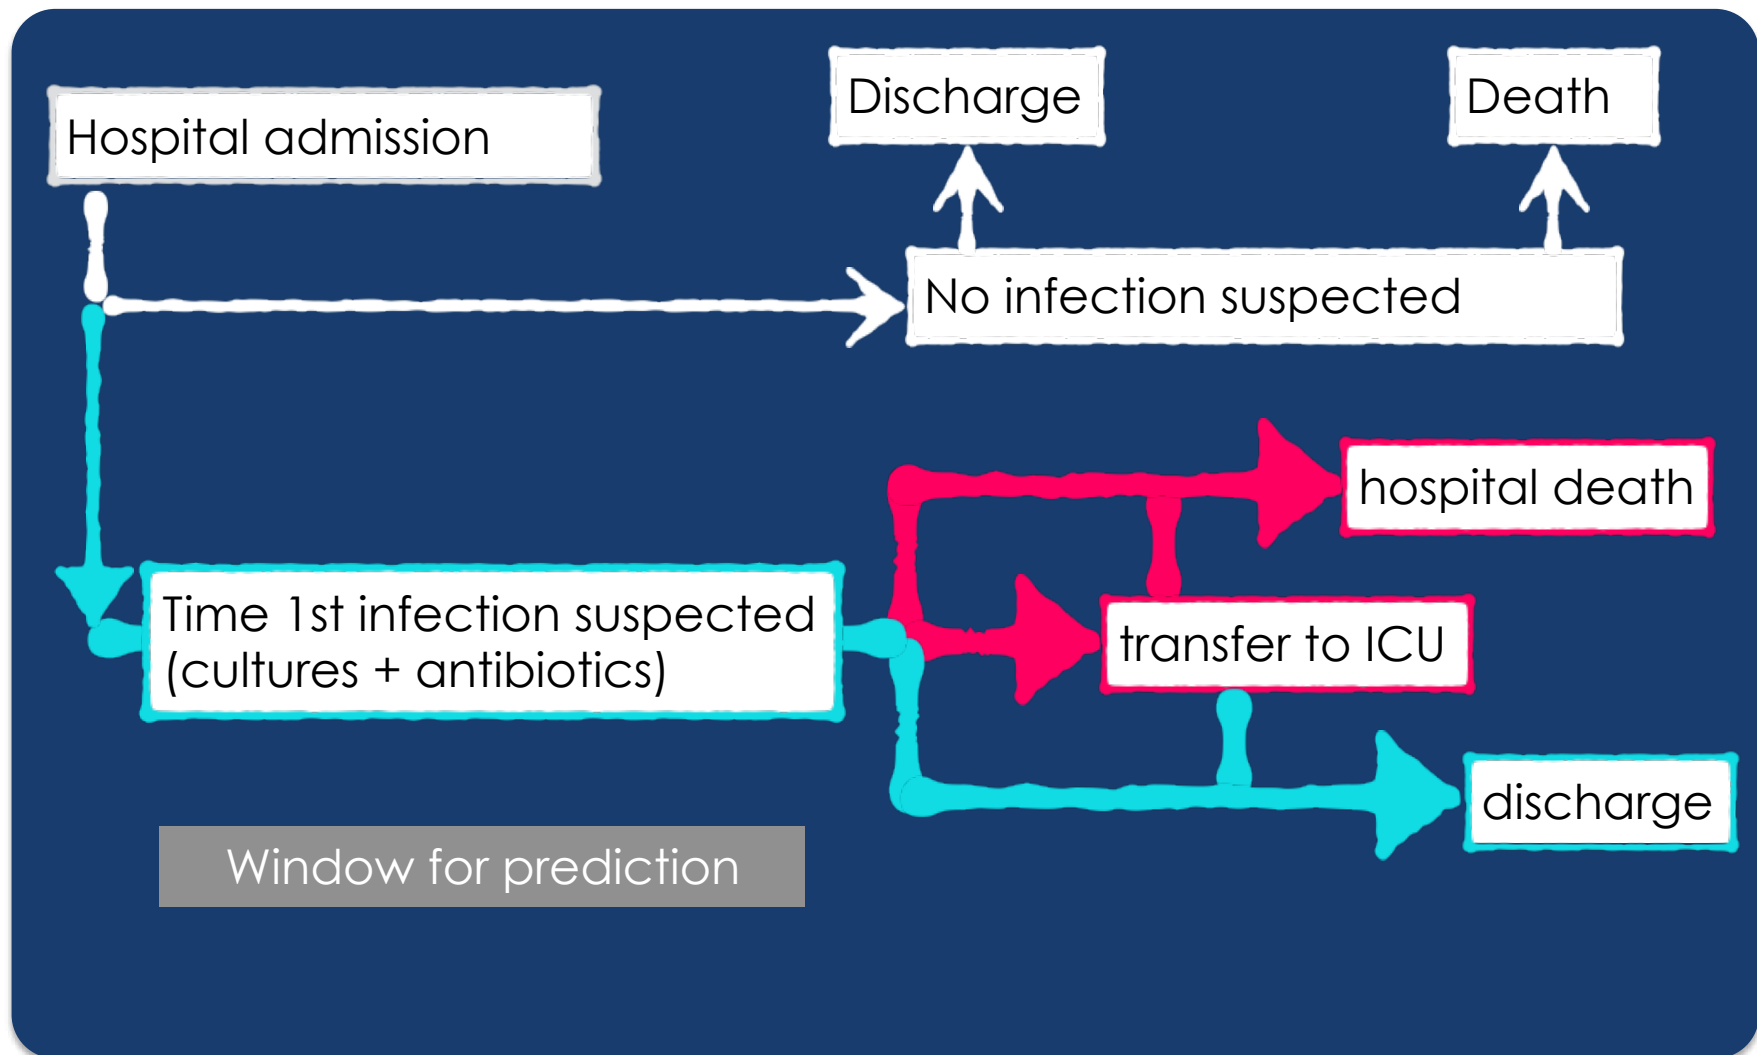 Hospital admission
Discharge
Death
No infection suspected
hospital death
Time 1st infection suspected
(cultures + antibiotics)
transfer to ICU
discharge
Window for prediction